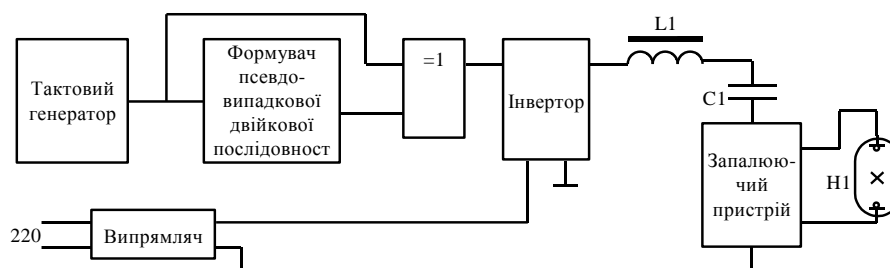 Тактовий
генератор
Формувач
псевдо-
випадкової
двійкової
послідовност
=1
Інвертор
L1
C1
Запалюю-
чий
пристрій
H1
220
Випрямляч